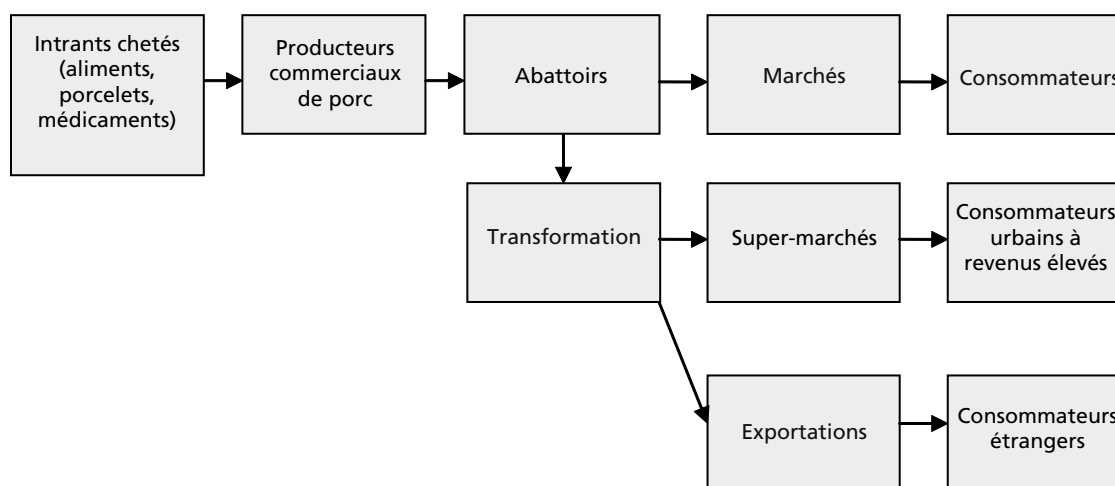 Intrants chetés
(aliments,
porcelets,
médicaments)
Producteurs
commerciaux
de porc
Abattoirs
Marchés
Consommateurs
Transformation
Super-marchés
Consommateurs
urbains à
revenus élevés
Exportations
Consommateurs
étrangers